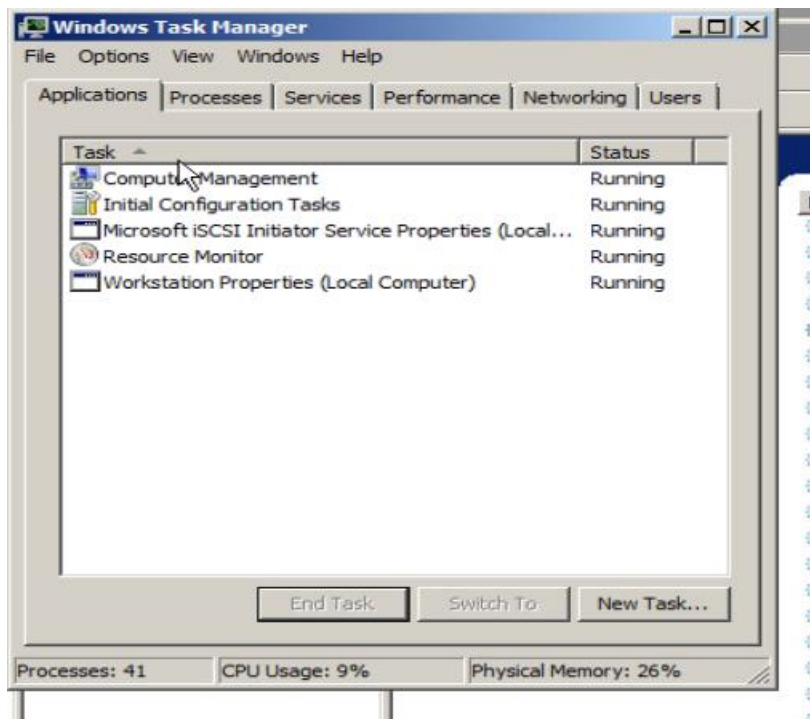 Windows Task Manager
File Options View Windows Help
Applications Processes Services Performance Networking Users
Task Status
Computer Management Running
Initial Configuration Tasks Running
Microsoft iSCSI Initiator Service Properties (Local... Running
Resource Monitor Running
Workstation Properties (Local Computer) Running
End Task Switch To New Task...
Processes: 41 CPU Usage: 9% Physical Memory: 26%